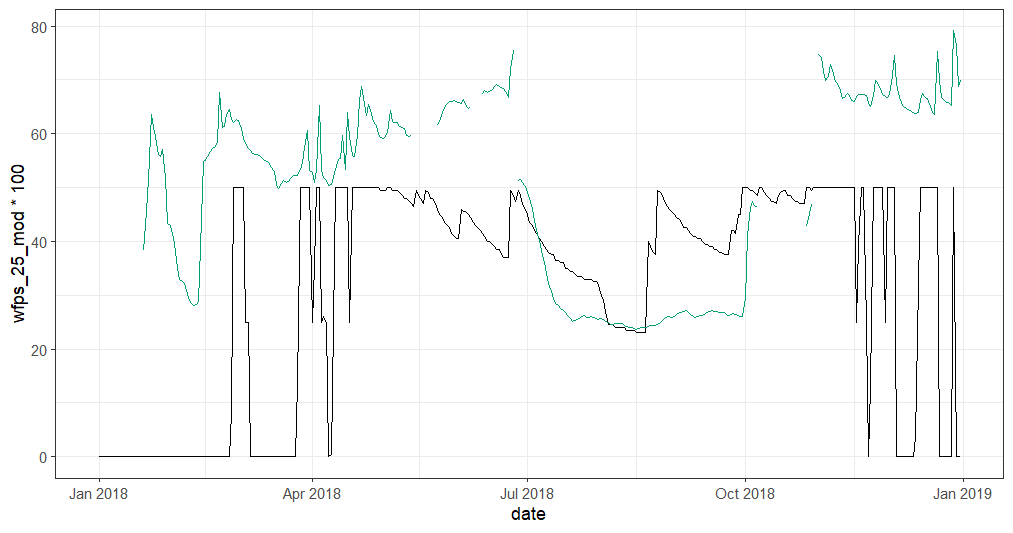 80
60
40
20
0
wfps_25_mod * 100
Jan 2018
Apr 2018
Jul 2018
Oct 2018
Jan 2019
date